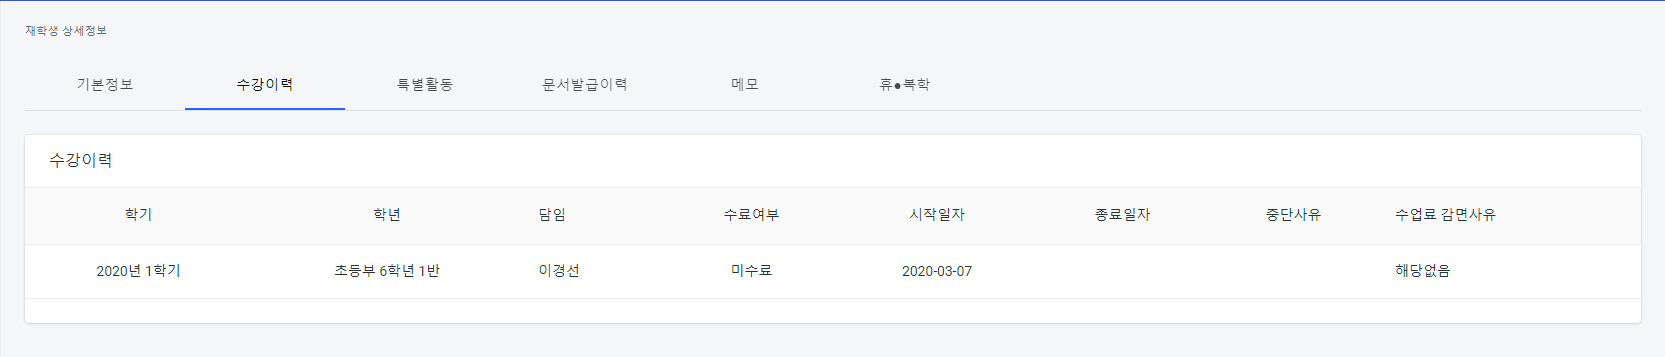 재학생 상세정보
기본정보 수강이력 특별활동 문서발급이력 메모 휴●복학
수강이력
학기 학년 담임 수료여부 시작일자 종료일자 중단사유 수업료 감면사유
2020년 1학기 초등부 6학년 1반 이경선 미수료 2020-03-07 해당없음